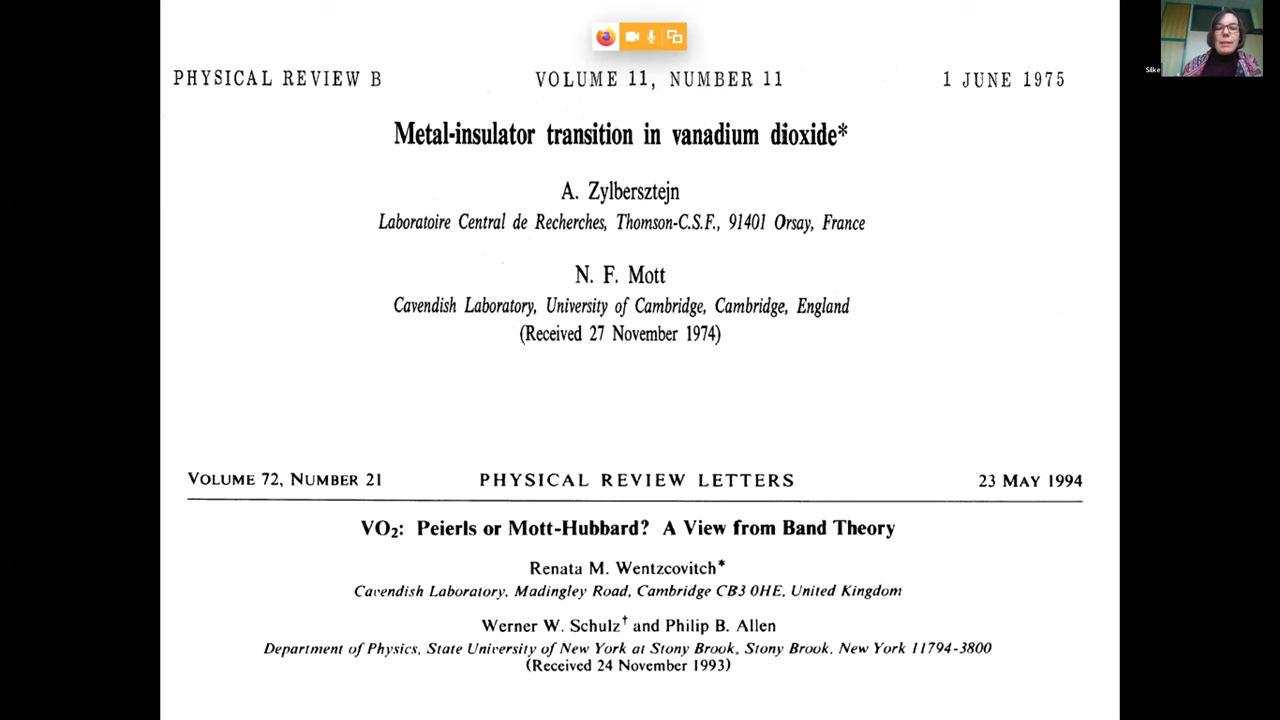 Silke
PHYSICAL REVIEW B VOLUME 11, NUMBER 11 1 JUNE 1975
Metal-insulator transition in vanadium dioxide*
A. Zylbersztejn
Laboratoire Central de Recherches, Thomson-C.S.F., 91401 Orsay, France
N. F. Mott
Cavendish Laboratory, University of Cambridge, Cambridge, England
(Received 27 November 1974)
VOLUME 72, NUMBER 21 PHYSICAL REVIEW LETTERS 23 MAY 1994
VO₂: Peierls or Mott-Hubbard? A View from Band Theory
Renata M. Wentzcovitch*
Cavendish Laboratory, Madingley Road, Cambridge CB3 0HE, United Kingdom
Werner W. Schulz† and Philip B. Allen
Department of Physics, State University of New York at Stony Brook, Stony Brook, New York 11794-3800
(Received 24 November 1993)